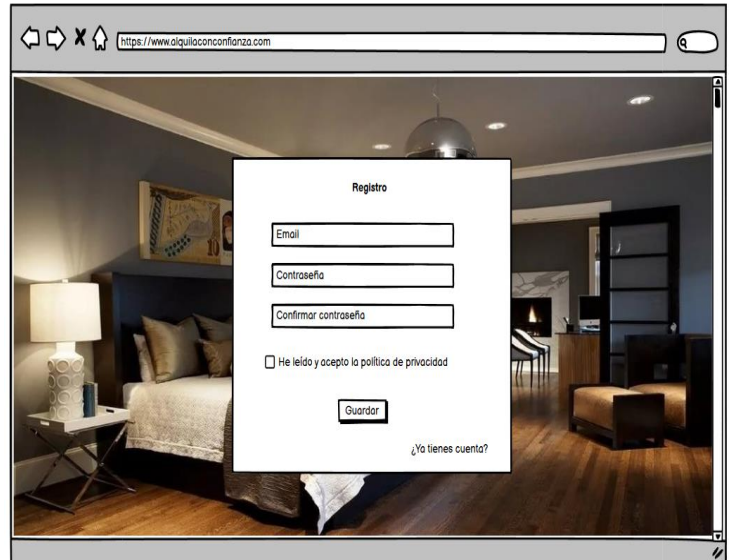 https://www.alquilaconconfianza.com
10
Registro
Email
Contraseña
Confirmar contraseña
He leído y acepto la política de privacidad
Guardar
¿Ya tienes cuenta?